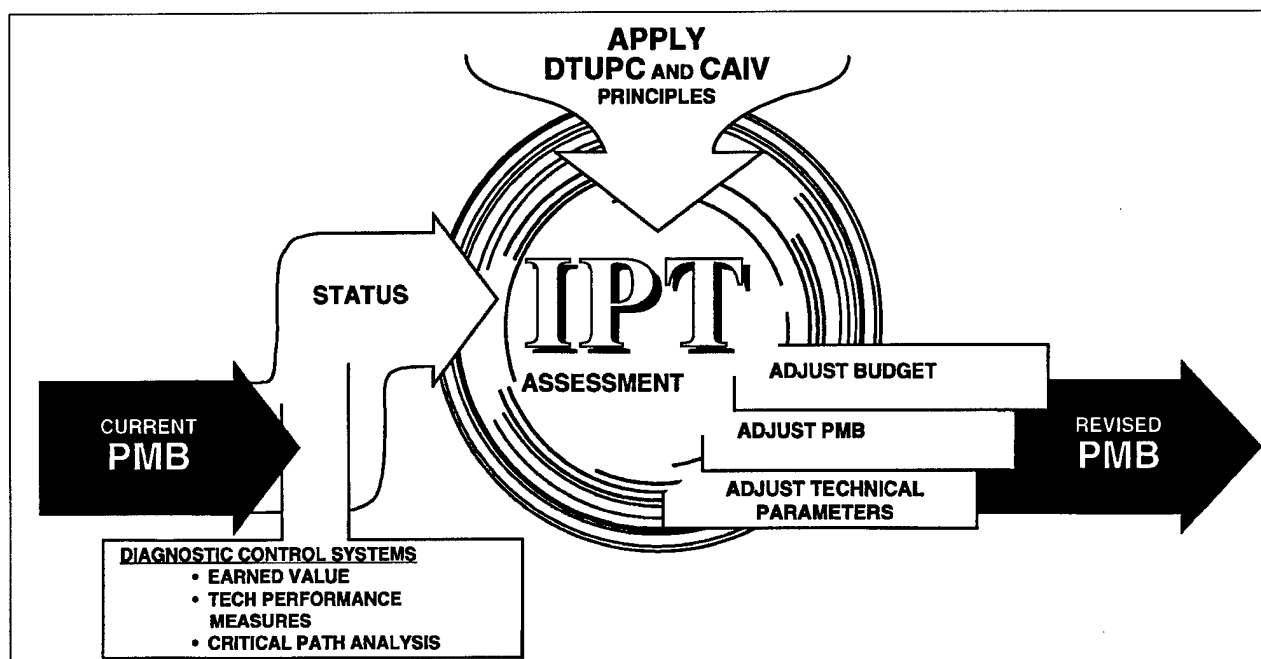 APPLY
DTUPC AND CAIV
PRINCIPLES
STATUS
IPT
ASSESSMENT
CURRENT
PMB
ADJUST BUDGET
ADJUST PMB
ADJUST TECHNICAL
PARAMETERS
REVISED
PMB
DIAGNOSTIC CONTROL SYSTEMS
• EARNED VALUE
• TECH PERFORMANCE
MEASURES
• CRITICAL PATH ANALYSIS